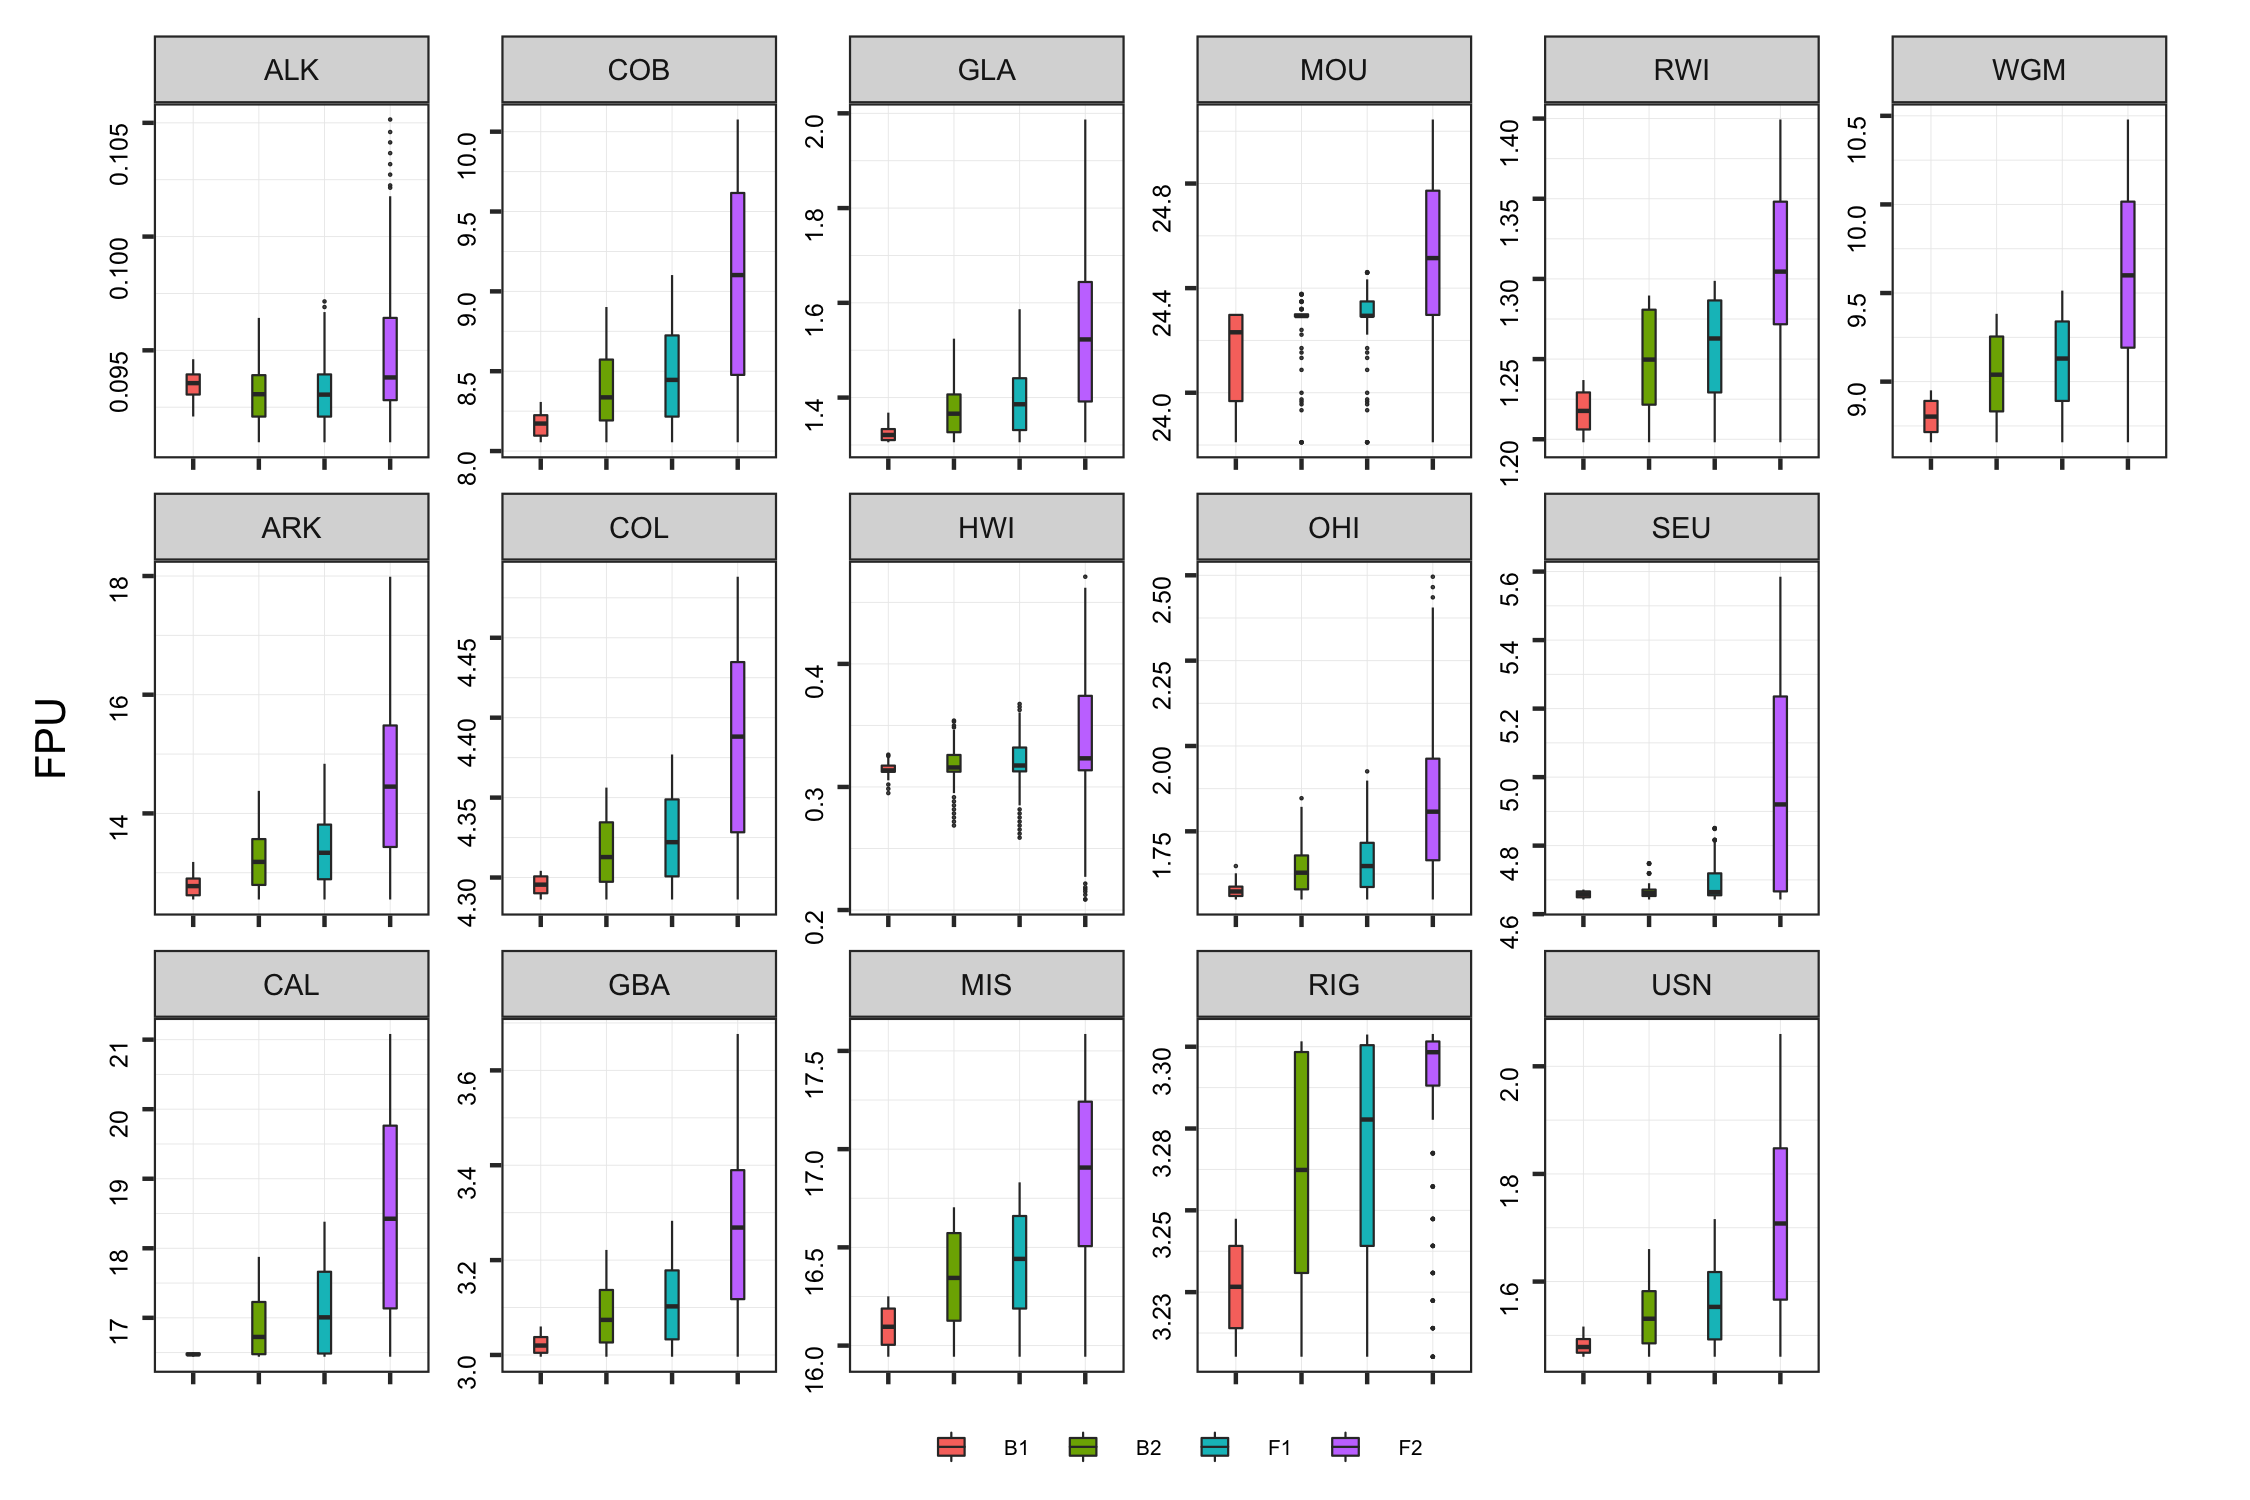 ALK COB GLA MOU RWI WGM
0.105 0.100 0.095
10.0 9.5 9.0 8.5 8.0
2.0 1.8 1.6 1.4
24.8 24.4 24.0
1.40 1.35 1.30 1.25 1.20
10.5 10.0 9.5 9.0
FPU
ARK COL HWI OHI SEU
18 16 14
4.45 4.40 4.35 4.30
0.4 0.3 0.2
2.50 2.25 2.00 1.75
5.6 5.4 5.2 5.0 4.8 4.6
CAL GBA MIS RIG USN
21 20 19 18 17
3.6 3.4 3.2 3.0
17.5 17.0 16.5 16.0
3.30 3.28 3.25 3.23
2.0 1.8 1.6
B1 B2 F1 F2